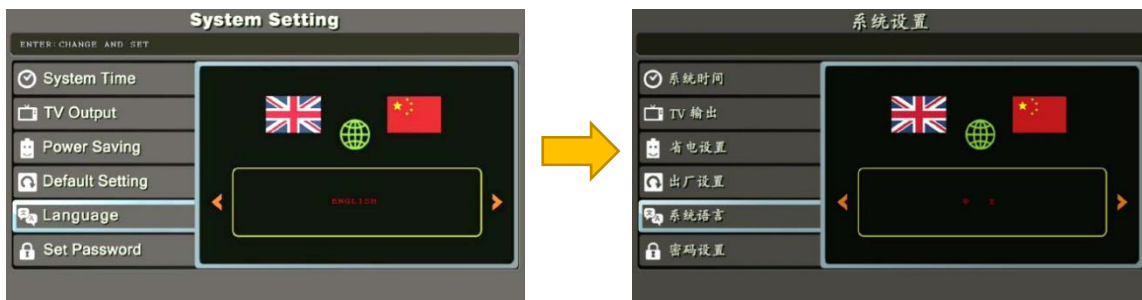 System Setting
ENTER:CHANGE AND SET
System Time
TV Output
Power Saving
Default Setting
Language
Set Password
ENGLISH
系统设置
系统时间
TV 输出
省电设置
出厂设置
系统语言
密码设置
中 文